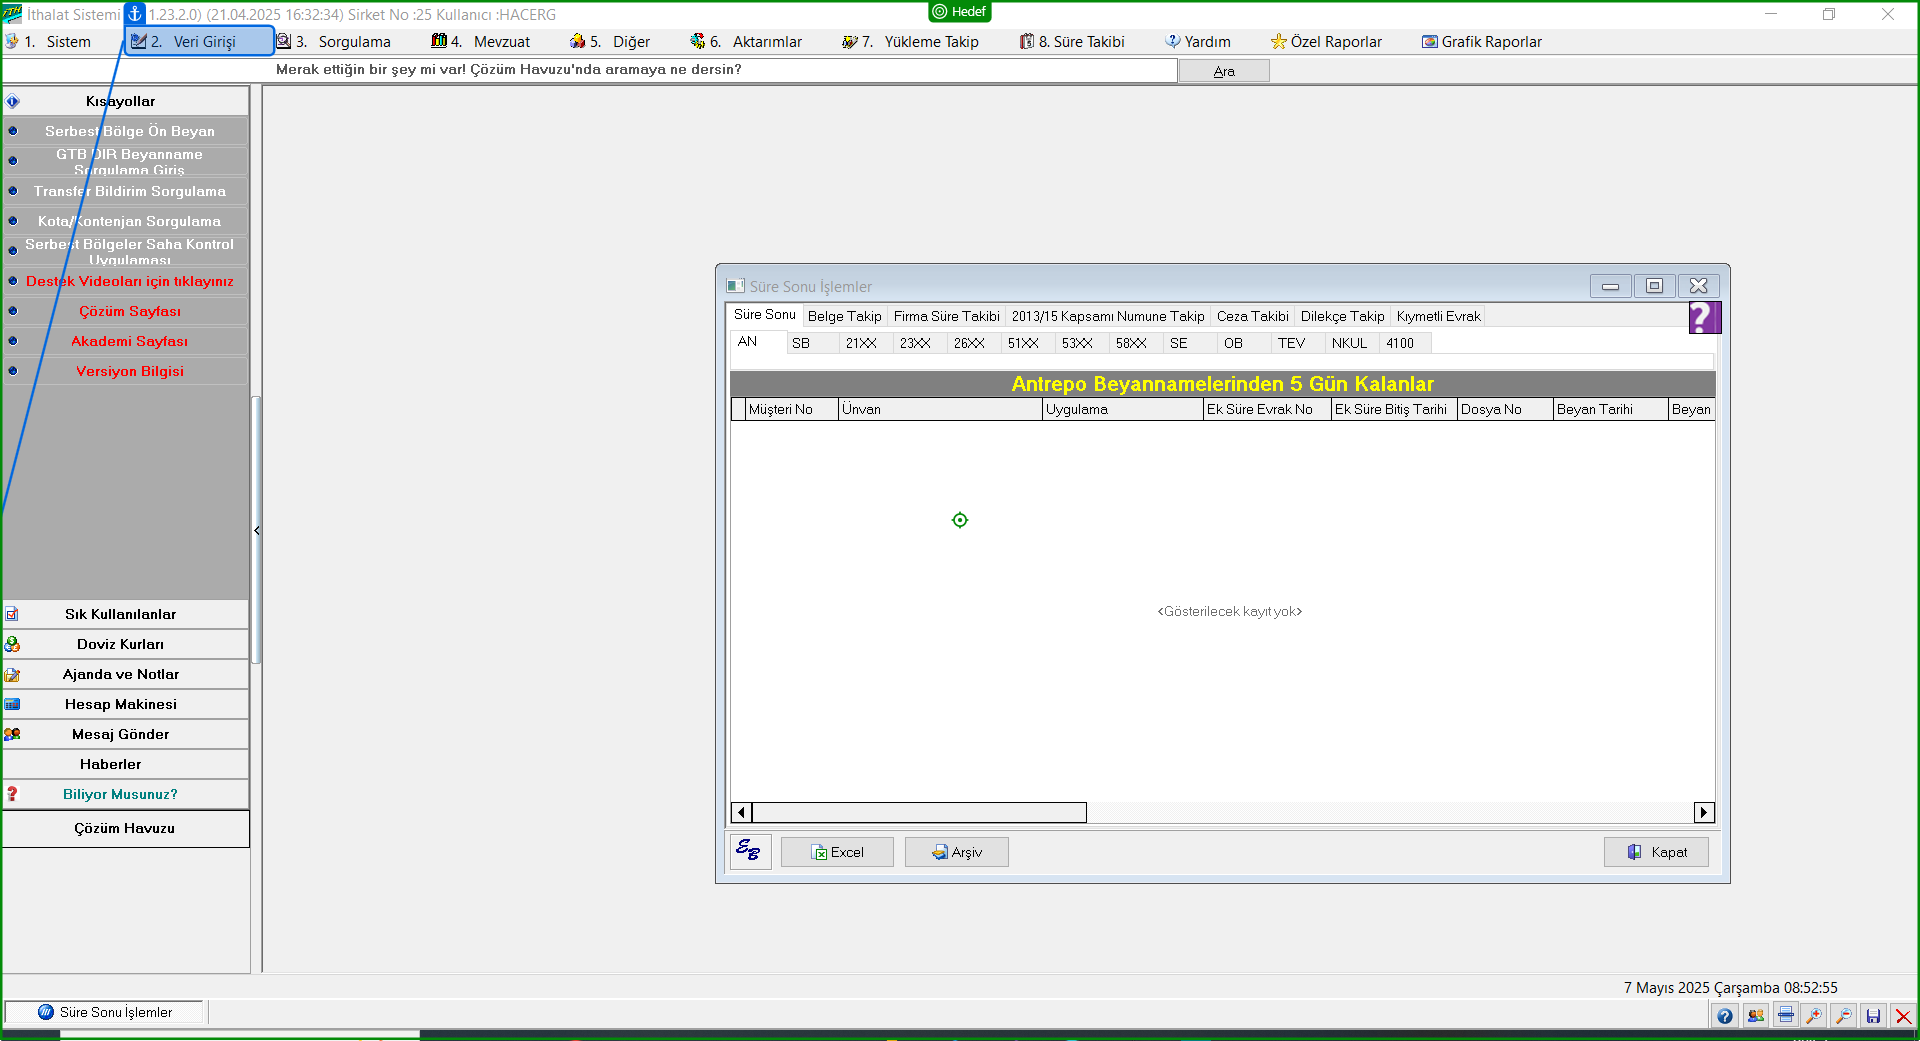 İthalat Sistemi 1.23.2.0) (21.04.2025 16:32:34) Sirket No :25 Kullanıcı :HACERG
Hedef
1. Sistem 2. Veri Girişi 3. Sorgulama 4. Mevzuat 5. Diğer 6. Aktarımlar 7. Yükleme Takip 8. Süre Takibi Yardım Özel Raporlar Grafik Raporlar
Merak ettiğin bir şey mi var! Çözüm Havuzu'nda aramaya ne dersin? Ara
Kısayollar
Serbest Bölge Ön Beyan
GTB DIR Beyanname
Sorgulama Giriş
Transfer Bildirim Sorgulama
Kota/Kontenjan Sorgulama
Serbest Bölgeler Saha Kontrol
Uygulaması
Destek Videoları için tıklayınız
Çözüm Sayfası
Akademi Sayfası
Versiyon Bilgisi
Sık Kullanılanlar
Doviz Kurları
Ajanda ve Notlar
Hesap Makinesi
Mesaj Gönder
Haberler
Biliyor Musunuz?
Çözüm Havuzu
Süre Sonu İşlemler
Süre Sonu Belge Takip Firma Süre Takibi 2013/15 Kapsamı Numune Takip Ceza Takibi Dilekçe Takip Kıymetli Evrak
AN SB 21XX 23XX 26XX 51XX 53XX 58XX SE OB TEV NKUL 4100
Antrepo Beyannamelerinden 5 Gün Kalanlar
Müşteri No Ünvan Uygulama Ek Süre Evrak No Ek Süre Bitiş Tarihi Dosya No Beyan Tarihi Beyan
<Gösterilecek kayıt yok>
EB Excel Arşiv Kapat
7 Mayıs 2025 Çarşamba 08:52:55
Süre Sonu İşlemler